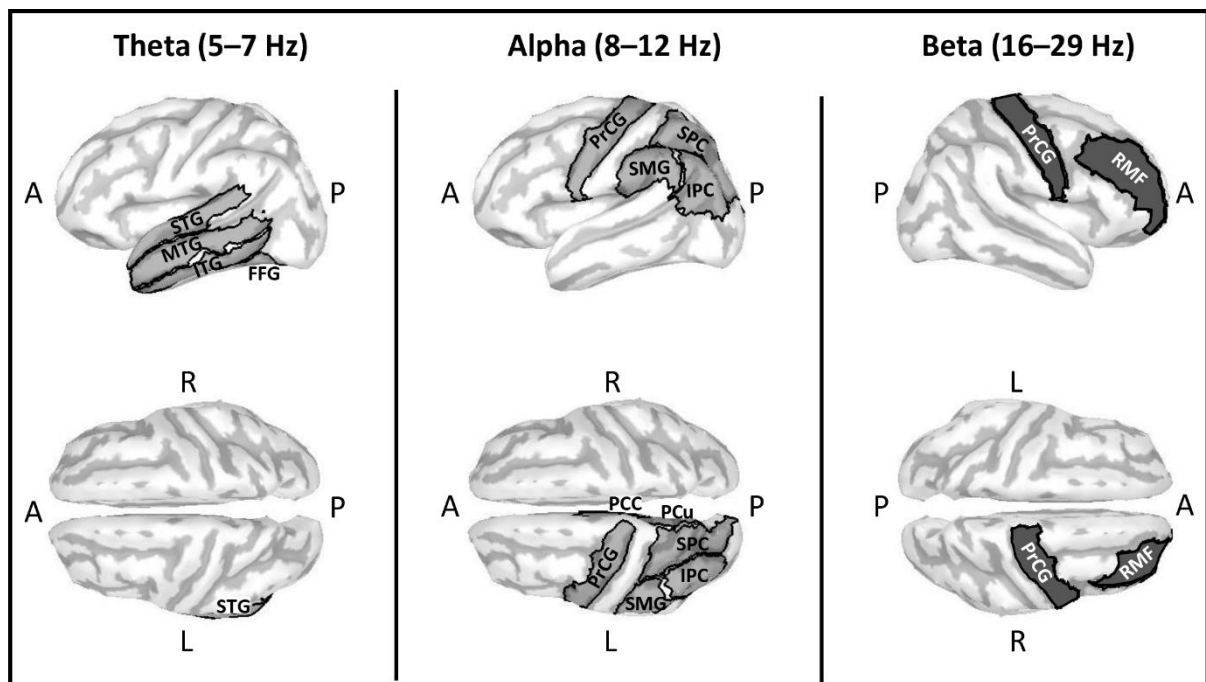 Theta (5–7 Hz)
Alpha (8–12 Hz)
Beta (16–29 Hz)
A
P
STG
MTG
ITG
FFG
A
P
PrCG
SPC
SMG
IPC
P
A
PrCG
RMF
R
A
P
STG
L
R
A
P
PCC
PCu
PrCG
SPC
IPC
SMG
L
L
P
A
PrCG
RMF
R